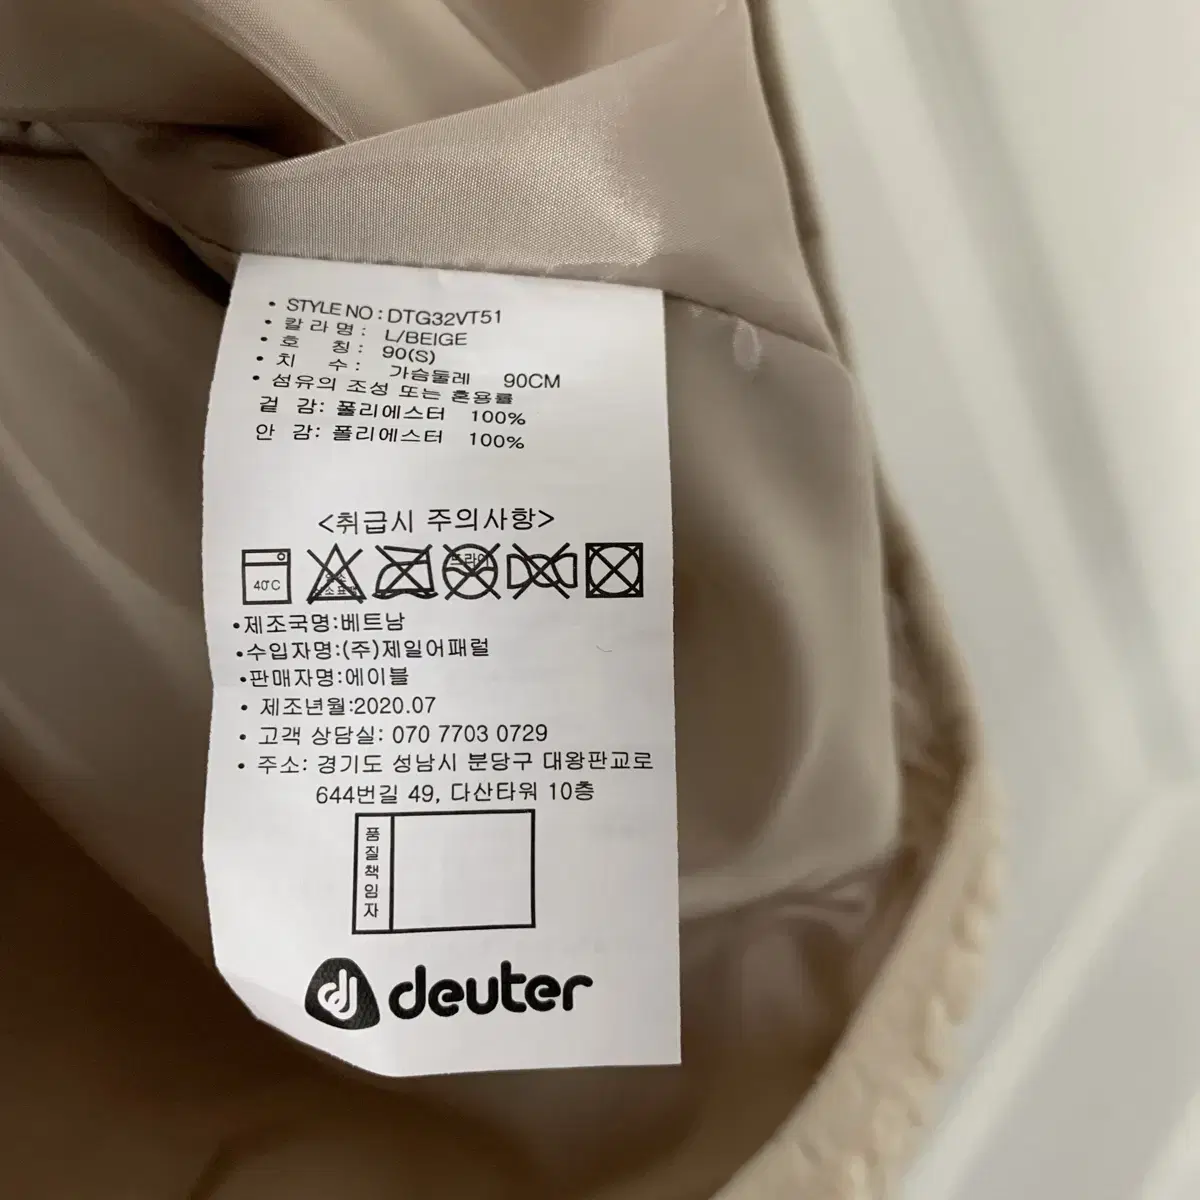 • STYLE NO : DTG32VT51
• 칼 라 명 : L/BEIGE
• 호 칭 : 90(S)
• 치 수 : 가슴둘레 90CM
• 섬유의 조성 또는 혼용률
겉 감: 폴리에스터 100%
안 감: 폴리에스터 100%
<취급시 주의사항>
40℃ 드라이
•제조국명:베트남
•수입자명:(주)제일어패럴
•판매자명:에이블
• 제조년월:2020.07
• 고객 상담실: 070 7703 0729
• 주소: 경기도 성남시 분당구 대왕판교로
644번길 49, 다산타워 10층
품질책임자
deuter